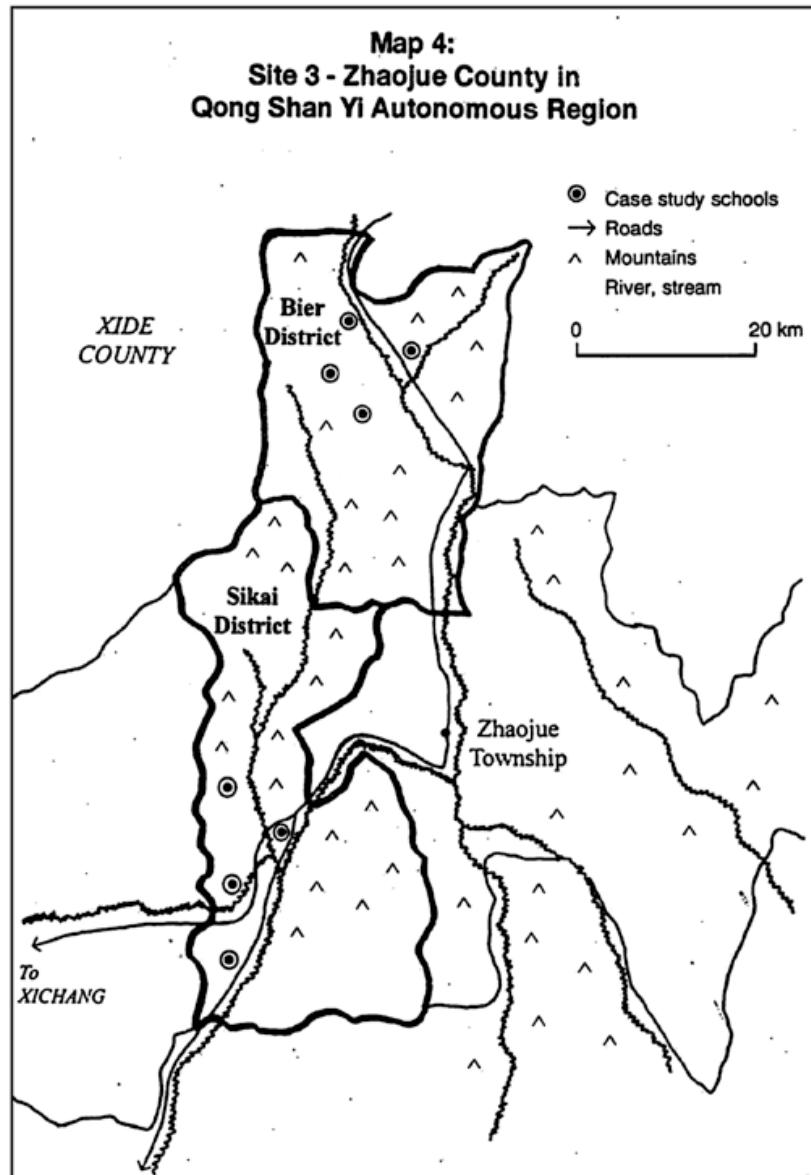 Map 4:
Site 3 - Zhaojue County in
Qong Shan Yi Autonomous Region
Case study schools
Roads
Mountains
River, stream
0 20 km
XIDE
COUNTY
Bier
District
Sikai
District
Zhaojue
Township
To
XICHANG